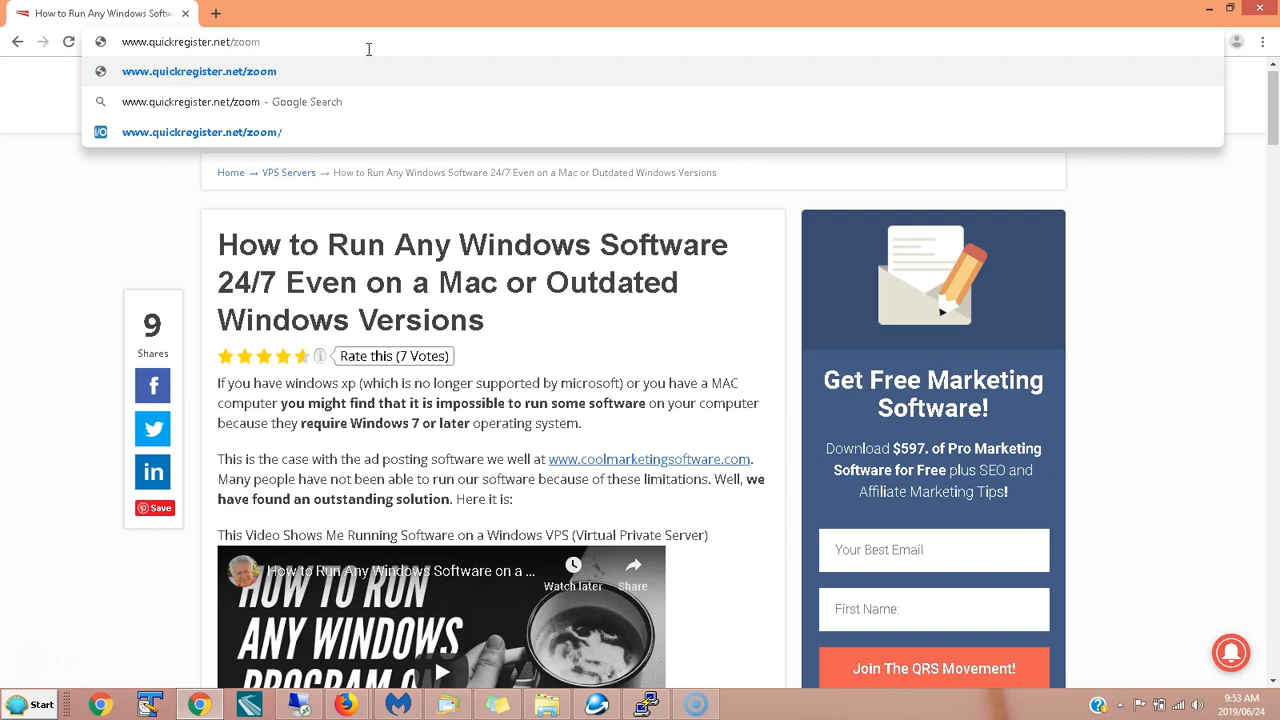 How to Run Any Windows Softw
www.quickregister.net/zoom
www.quickregister.net/zoom
www.quickregister.net/zoom - Google Search
I/O www.quickregister.net/zoom/
Home → VPS Servers → How to Run Any Windows Software 24/7 Even on a Mac or Outdated Windows Versions
How to Run Any Windows Software
24/7 Even on a Mac or Outdated
Windows Versions
Rate this (7 Votes)
If you have windows xp (which is no longer supported by microsoft) or you have a MAC
computer you might find that it is impossible to run some software on your computer
because they require Windows 7 or later operating system.
This is the case with the ad posting software we well at www.coolmarketingsoftware.com.
Many people have not been able to run our software because of these limitations. Well, we
have found an outstanding solution. Here it is:
This Video Shows Me Running Software on a Windows VPS (Virtual Private Server)
How to Run Any Windows Software on a ...
Watch later
Share
HOW TO RUN
ANY WINDOWS
PROGRAM ON
9
Shares
Save
Get Free Marketing
Software!
Download $597. of Pro Marketing
Software for Free plus SEO and
Affiliate Marketing Tips!
Your Best Email
First Name:
Join The QRS Movement!
Start
9:53 AM
2019/06/24